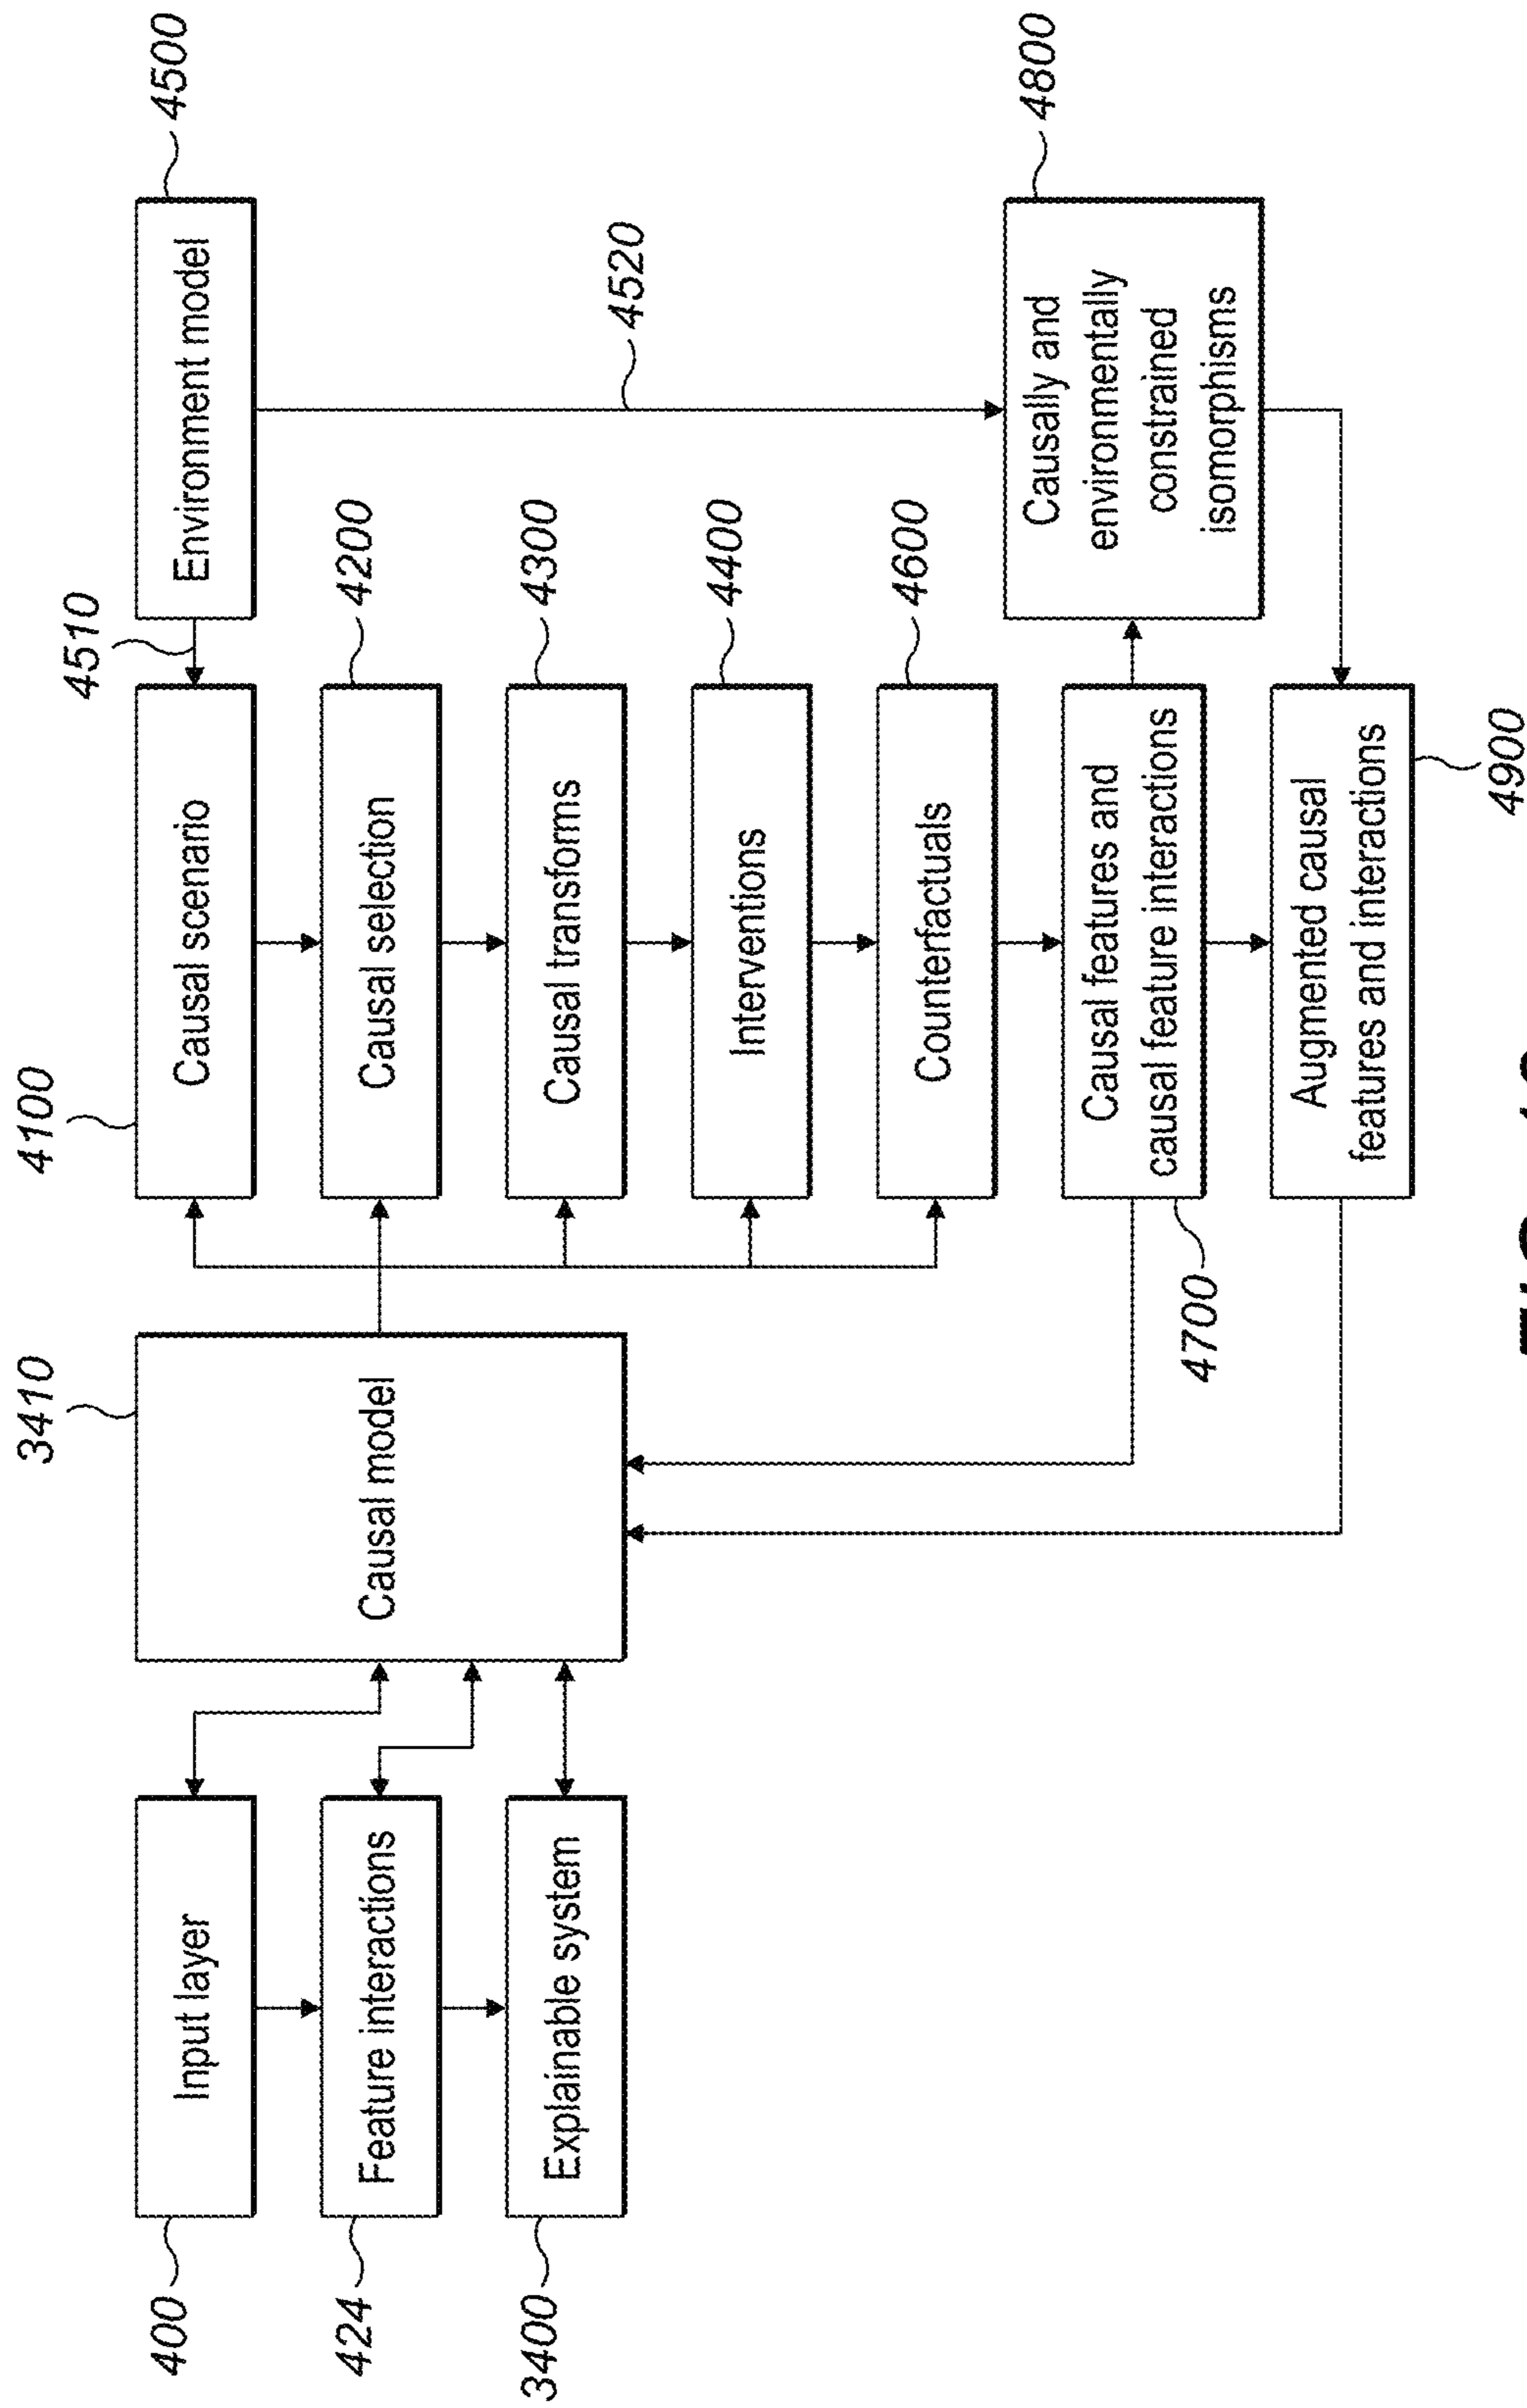 3410
4100
4510
4500
Input layer
Causal model
Causal scenario
Environment model
400
Feature interactions
Causal selection
4200
424
Explainable system
Causal transforms
4300
4520
3400
Interventions
4400
Counterfactuals
4600
Causal features and
causal feature interactions
4700
Causally and
environmentally
constrained
isomorphisms
4800
Augmented causal
features and interactions
4900